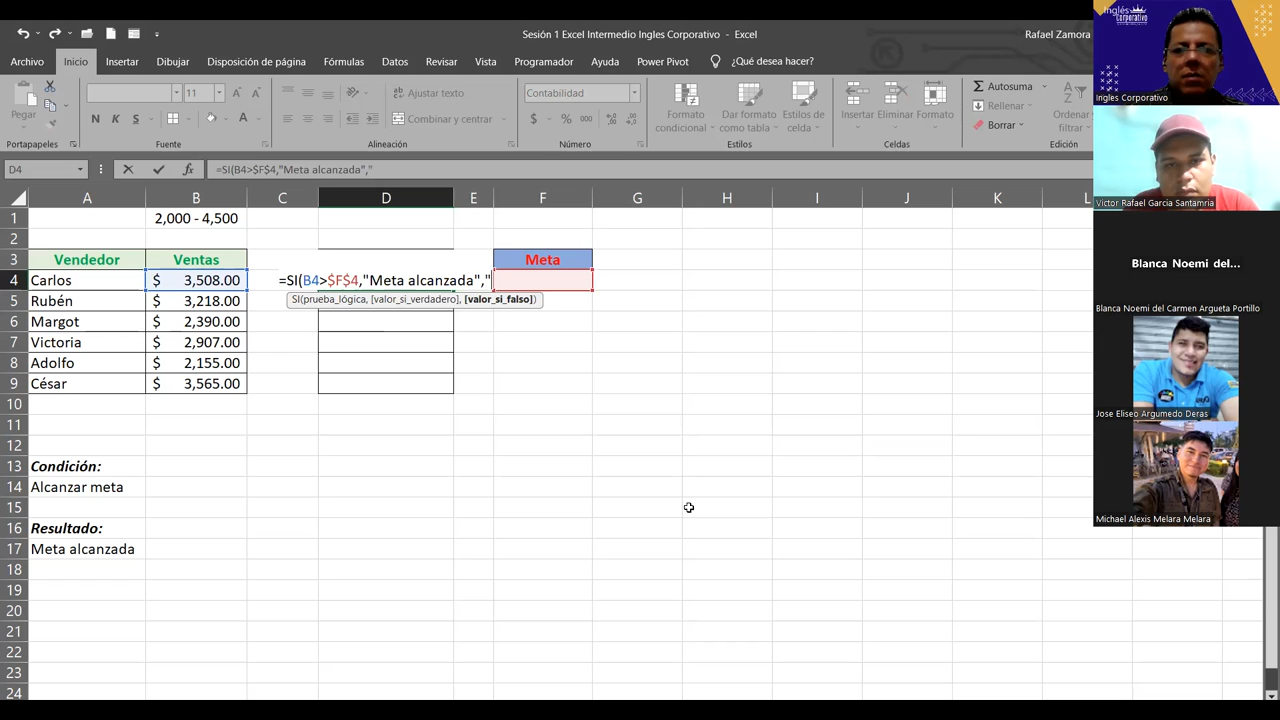 Sesión 1 Excel Intermedio Ingles Corporativo - Excel
Rafael Zamora
Archivo Inicio Insertar Dibujar Disposición de página Fórmulas Datos Revisar Vista Programador Ayuda Power Pivot ¿Qué desea hacer?
Pegar
11
N K S
Ajustar texto
Combinar y centrar
Contabilidad
$ % 000
Formato condicional
Dar formato como tabla
Estilos de celda
Insertar Eliminar Formato
Autosuma
Rellenar
Borrar
Ordenar
filtrar
Portapapeles Fuente Alineación Número Estilos Celdas Edición
D4 fx =SI(B4>$F$4,"Meta alcanzada","
A B C D E F G H I J K L
1 2,000 - 4,500
2
3 Vendedor Ventas Meta
4 Carlos $ 3,508.00 =SI(B4>$F$4,"Meta alcanzada","
SI(prueba_lógica, [valor_si_verdadero], [valor_si_falso])
5 Rubén $ 3,218.00
6 Margot $ 2,390.00
7 Victoria $ 2,907.00
8 Adolfo $ 2,155.00
9 César $ 3,565.00
10
11
12
13 Condición:
14 Alcanzar meta
15
16 Resultado:
17 Meta alcanzada
18
19
20
21
22
23
24
Inglés
Corporativo
Ingles Corporativo
Victor Rafael Garcia Santamria
Blanca Noemi del...
Blanca Noemi del Carmen Argueta Portillo
Jose Eliseo Argumedo Deras
Michael Alexis Melara Melara